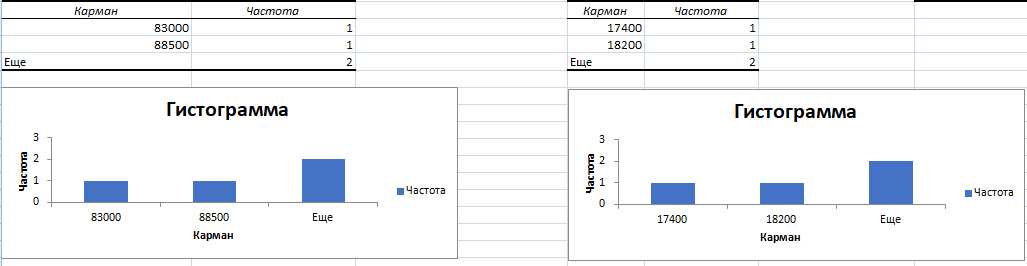 Карман Частота
83000 1
88500 1
Еще 2
Гистограмма
Частота
3
2
1
0
83000 88500 Еще
Карман
Частота
Карман Частота
17400 1
18200 1
Еще 2
Гистограмма
Частота
3
2
1
0
17400 18200 Еще
Карман
Частота